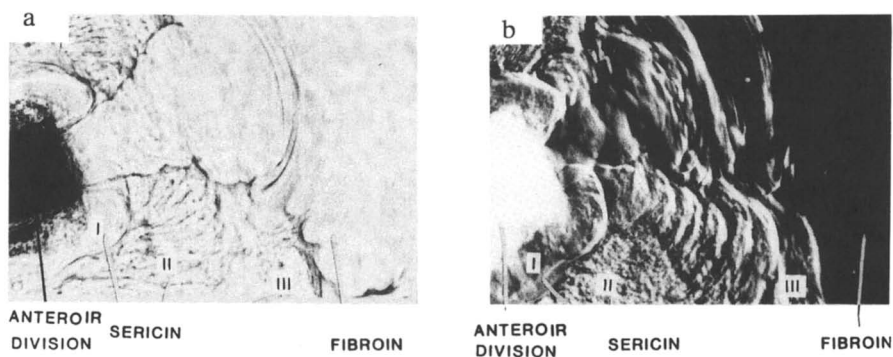 a
I
II
III
ANTEROIR
DIVISION
SERICIN
FIBROIN
b
I
II
III
ANTEROIR
DIVISION
SERICIN
FIBROIN